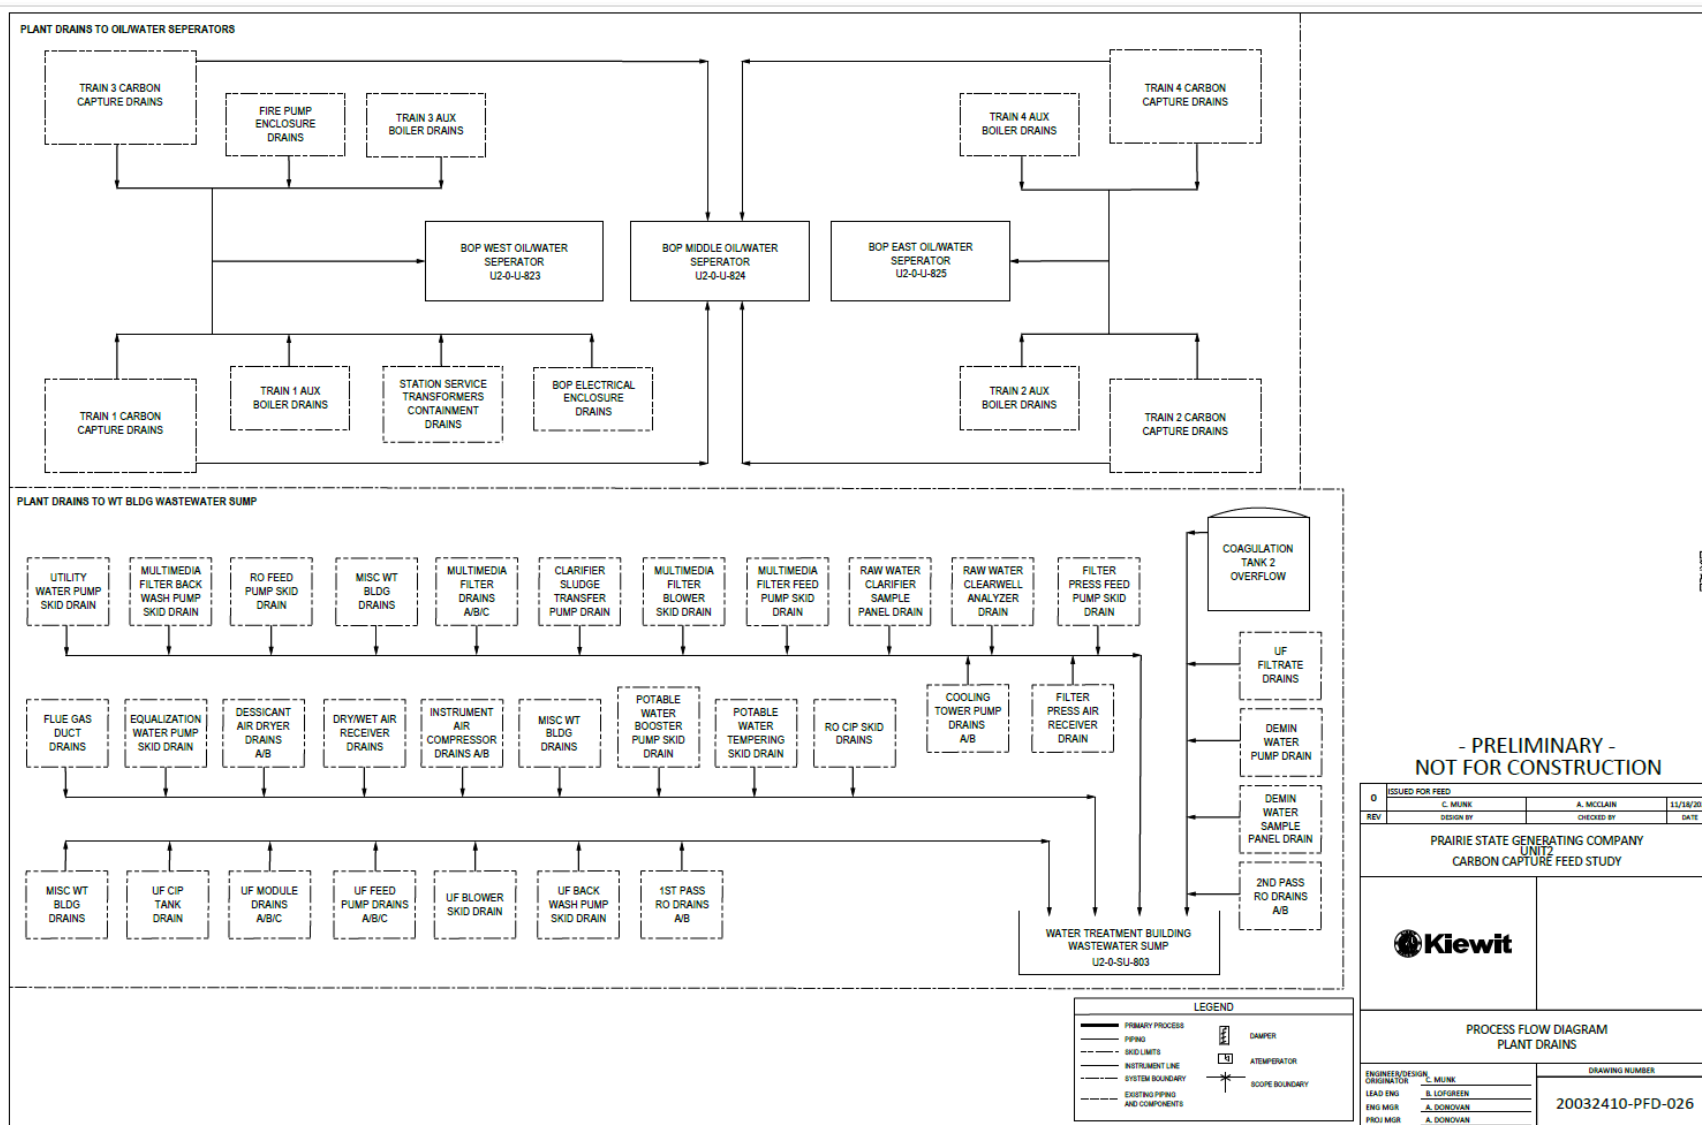 PLANT DRAINS TO OIL/WATER SEPERATORS
TRAIN 3 CARBON
CAPTURE DRAINS
FIRE PUMP
ENCLOSURE
DRAINS
TRAIN 3 AUX
BOILER DRAINS
TRAIN 4 AUX
BOILER DRAINS
TRAIN 4 CARBON
CAPTURE DRAINS
BOP WEST OIL/WATER
SEPERATOR
U2-0-U-823
BOP MIDDLE OIL/WATER
SEPERATOR
U2-0-U-824
BOP EAST OIL/WATER
SEPERATOR
U2-0-U-825
TRAIN 1 CARBON
CAPTURE DRAINS
TRAIN 1 AUX
BOILER DRAINS
STATION SERVICE
TRANSFORMERS
CONTAINMENT
DRAINS
BOP ELECTRICAL
ENCLOSURE
DRAINS
TRAIN 2 AUX
BOILER DRAINS
TRAIN 2 CARBON
CAPTURE DRAINS
PLANT DRAINS TO WT BLDG WASTEWATER SUMP
UTILITY
WATER PUMP
SKID DRAIN
MULTIMEDIA
FILTER BACK
WASH PUMP
SKID DRAIN
RO FEED
PUMP SKID
DRAIN
MISC WT
BLDG
DRAINS
MULTIMEDIA
FILTER
DRAINS
A/B/C
CLARIFIER
SLUDGE
TRANSFER
PUMP DRAIN
MULTIMEDIA
FILTER
BLOWER
SKID DRAIN
MULTIMEDIA
FILTER FEED
PUMP SKID
DRAIN
RAW WATER
CLARIFIER
SAMPLE
PANEL DRAIN
RAW WATER
CLEARWELL
ANALYZER
DRAIN
FILTER
PRESS FEED
PUMP SKID
DRAIN
COAGULATION
TANK 2
OVERFLOW
FLUE GAS
DUCT
DRAINS
EQUALIZATION
WATER PUMP
SKID DRAIN
DESSICANT
AIR DRYER
DRAINS
A/B
DRY/WET AIR
RECEIVER
DRAINS
INSTRUMENT
AIR
COMPRESSOR
DRAINS A/B
MISC WT
BLDG
DRAINS
POTABLE
WATER
BOOSTER
PUMP SKID
DRAIN
POTABLE
WATER
TEMPERING
SKID DRAIN
RO CIP SKID
DRAINS
COOLING
TOWER PUMP
DRAINS
A/B
FILTER
PRESS AIR
RECEIVER
DRAIN
UF
FILTRATE
DRAINS
DEMIN
WATER
PUMP DRAIN
DEMIN
WATER
SAMPLE
PANEL DRAIN
2ND PASS
RO DRAINS
A/B
MISC WT
BLDG
DRAINS
UF CIP
TANK
DRAIN
UF MODULE
DRAINS
A/B/C
UF FEED
PUMP DRAINS
A/B/C
UF BLOWER
SKID DRAIN
UF BACK
WASH PUMP
SKID DRAIN
1ST PASS
RO DRAINS
A/B
WATER TREATMENT BUILDING
WASTEWATER SUMP
U2-0-SU-803
LEGEND
PRIMARY PROCESS
PIPING
SKID LIMITS
INSTRUMENT LINE
SYSTEM BOUNDARY
EXISTING PIPING
AND COMPONENTS
DAMPER
ATEMPERATOR
SCOPE BOUNDARY
- PRELIMINARY -
NOT FOR CONSTRUCTION
0 ISSUED FOR FEED
C. MUNK A. MCCLAIN 11/18/20
REV DESIGN BY CHECKED BY DATE
PRAIRIE STATE GENERATING COMPANY
UNIT2
CARBON CAPTURE FEED STUDY
Kiewit
PROCESS FLOW DIAGRAM
PLANT DRAINS
ENGINEER/DESIGN
ORIGINATOR C. MUNK
LEAD ENG B. LOFGREEN
ENG MGR A. DONOVAN
PROJ MGR A. DONOVAN
DRAWING NUMBER
20032410-PFD-026